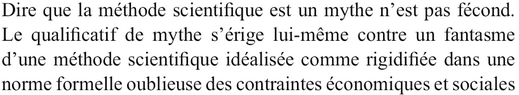 Dire que la méthode scientifique est un mythe n’est pas fécond.
Le qualificatif de mythe s’érige lui-même contre un fantasme
d’une méthode scientifique idéalisée comme rigidifiée dans une
norme formelle oublieuse des contraintes économiques et sociales